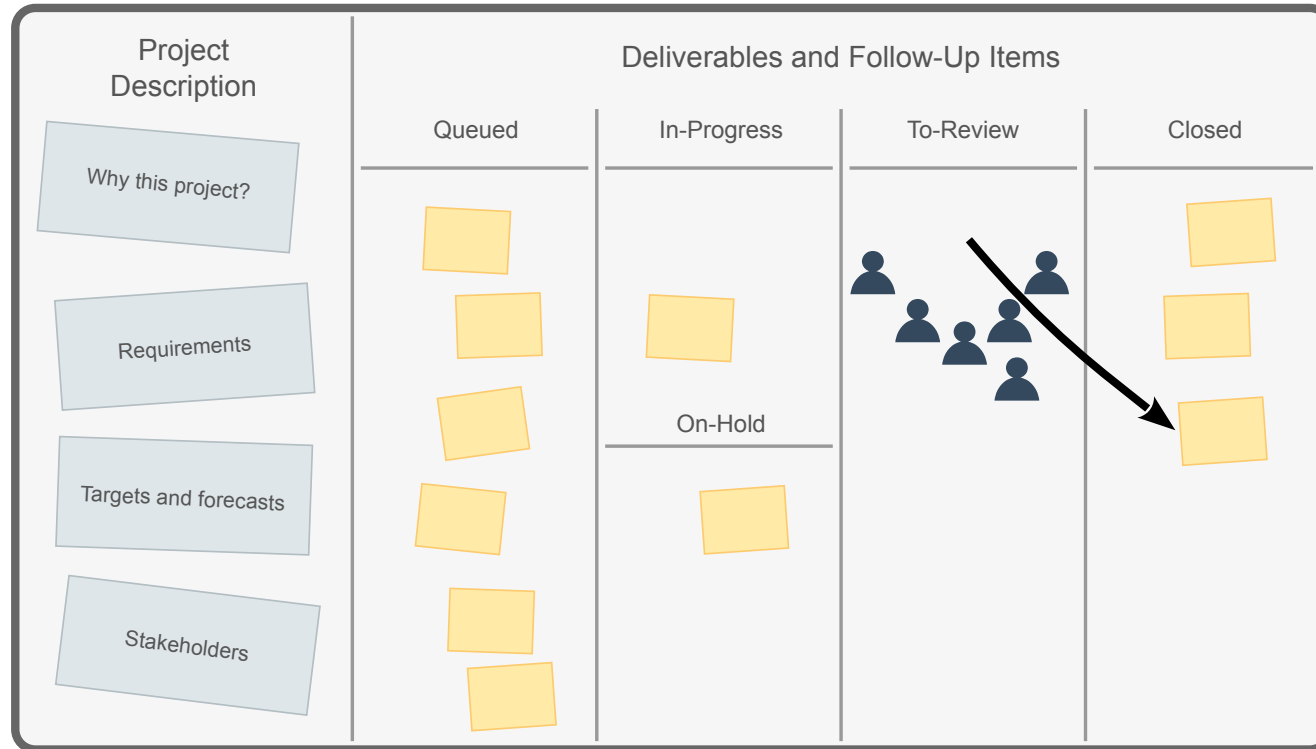 Project
Description
Why this project?
Requirements
Targets and forecasts
Stakeholders
Deliverables and Follow-Up Items
Queued
In-Progress
On-Hold
To-Review
Closed